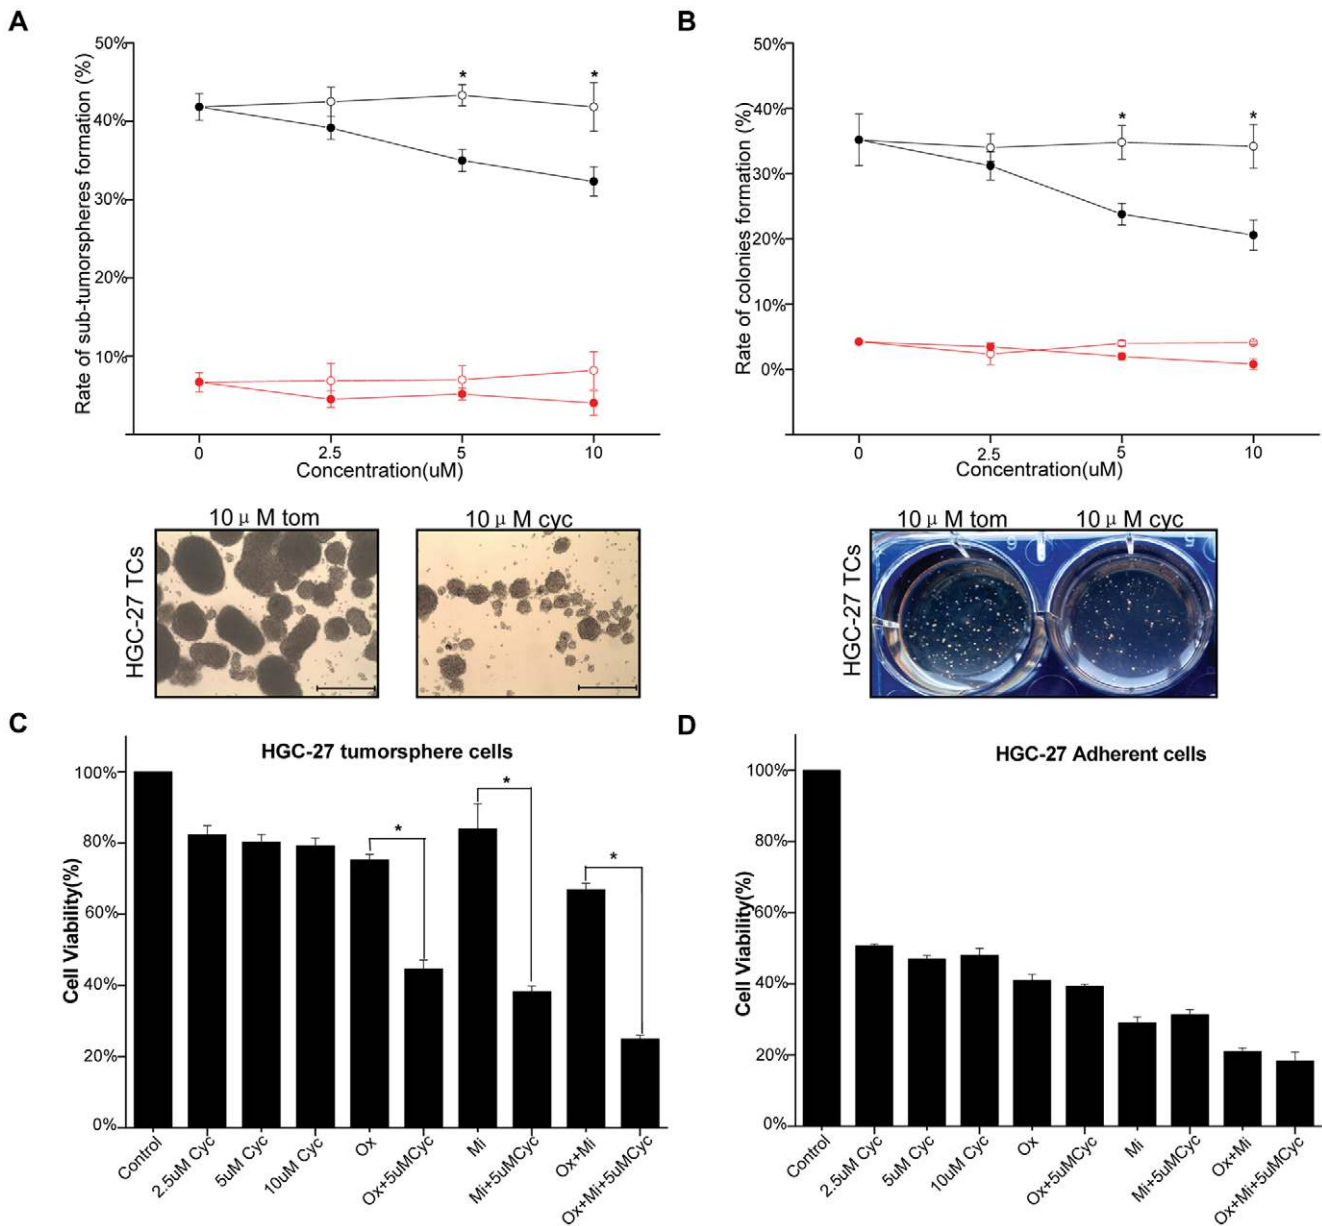 A
50%
40%
30%
20%
10%
Rate of sub-tumorspheres formation (%)
*
*
0
2.5
5
10
Concentration(uM)
10 μ M tom
10 μ M cyc
HGC-27 TCs
B
50%
40%
30%
20%
10%
0%
Rate of colonies formation (%)
*
*
0
2.5
5
10
Concentration(uM)
10 μ M tom
10 μ M cyc
HGC-27 TCs
C
HGC-27 tumorsphere cells
100%
80%
60%
40%
20%
0%
Cell Viability(%)
*
*
*
Control
2.5uM Cyc
5uM Cyc
10uM Cyc
Ox
Ox+5uMCyc
Mi
Mi+5uMCyc
Ox+Mi
Ox+Mi+5uMCyc
D
HGC-27 Adherent cells
100%
80%
60%
40%
20%
0%
Cell Viability(%)
Control
2.5uM Cyc
5uM Cyc
10uM Cyc
Ox
Ox+5uMCyc
Mi
Mi+5uMCyc
Ox+Mi
Ox+Mi+5uMCyc